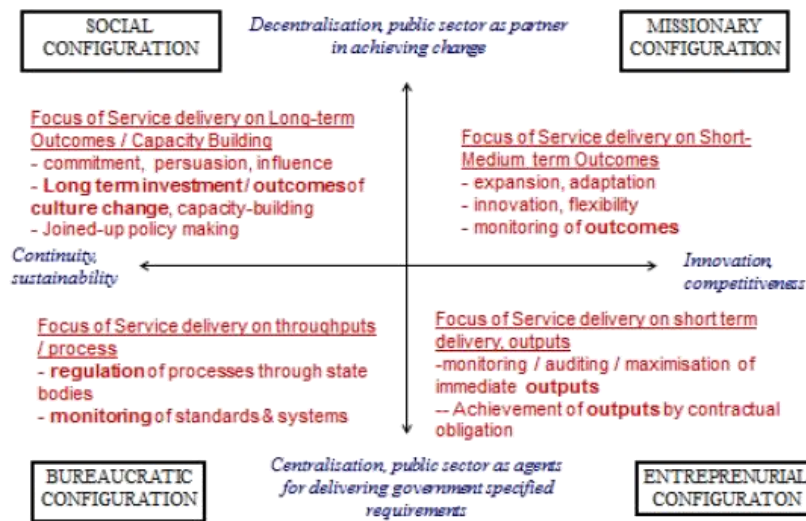 SOCIAL
CONFIGURATION
Decentralisation, public sector as partner
in achieving change
MISSIONARY
CONFIGURATION
Focus of Service delivery on Long-term
Outcomes / Capacity Building
- commitment, persuasion, influence
- Long term investment / outcomes of
culture change, capacity-building
- Joined-up policy making
Focus of Service delivery on Short-
Medium term Outcomes
- expansion, adaptation
- innovation, flexibility
- monitoring of outcomes
Continuity,
sustainability
Innovation,
competitiveness
Focus of Service delivery on throughputs
/ process
- regulation of processes through state
bodies
- monitoring of standards & systems
Focus of Service delivery on short term
delivery, outputs
-monitoring / auditing / maximisation of
immediate outputs
-- Achievement of outputs by contractual
obligation
BUREAUCRATIC
CONFIGURATION
Centralisation, public sector as agents
for delivering government specified
requirements
ENTREPRENURIAL
CONFIGURATON